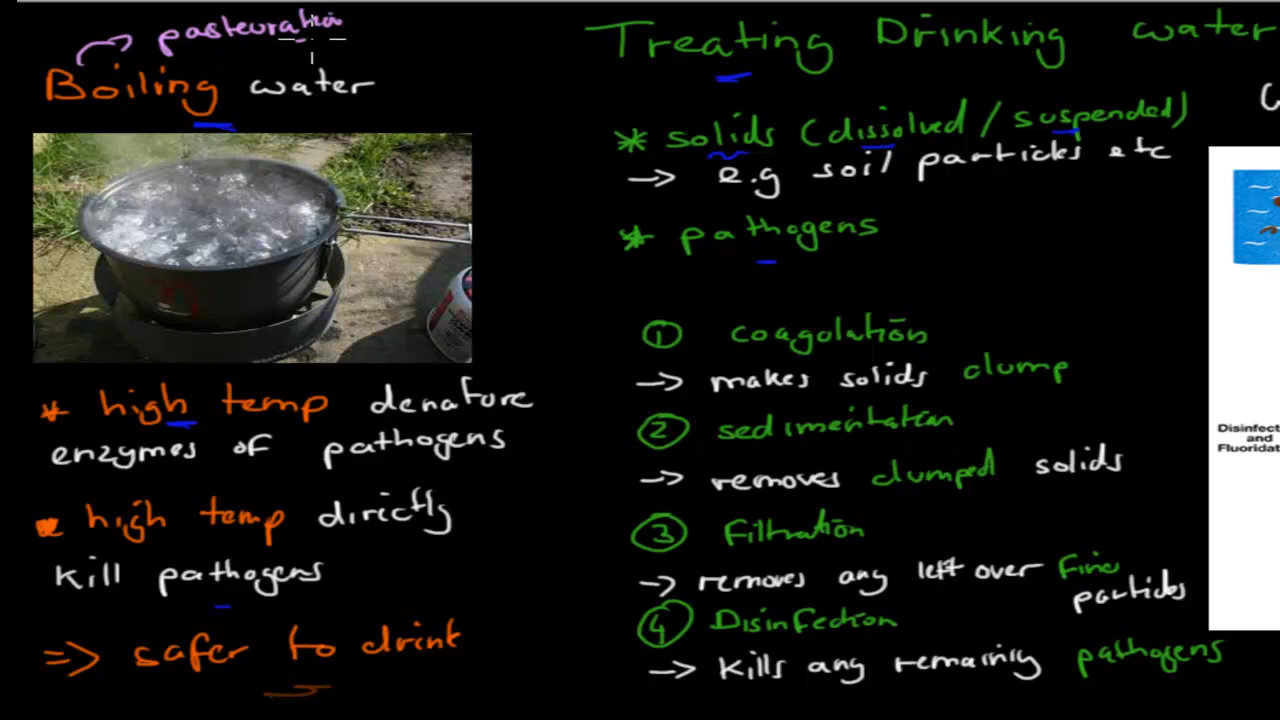 pasteuration
Boiling water
* high temp denature
enzymes of pathogens
* high temp dirictly
kill pathogens
=> safer to drink
Treating Drinking water
* solids (dissolved / suspended)
→ e.g soil particles etc
* pathogens
① coagolation
→ makes solids clump
② sedimentation
→ removes clumped solids
③ Filtration
→ removes any left over fine
particles
④ Disinfection
→ kills any remaining pathogens
Disinfect
and
Fluoridat